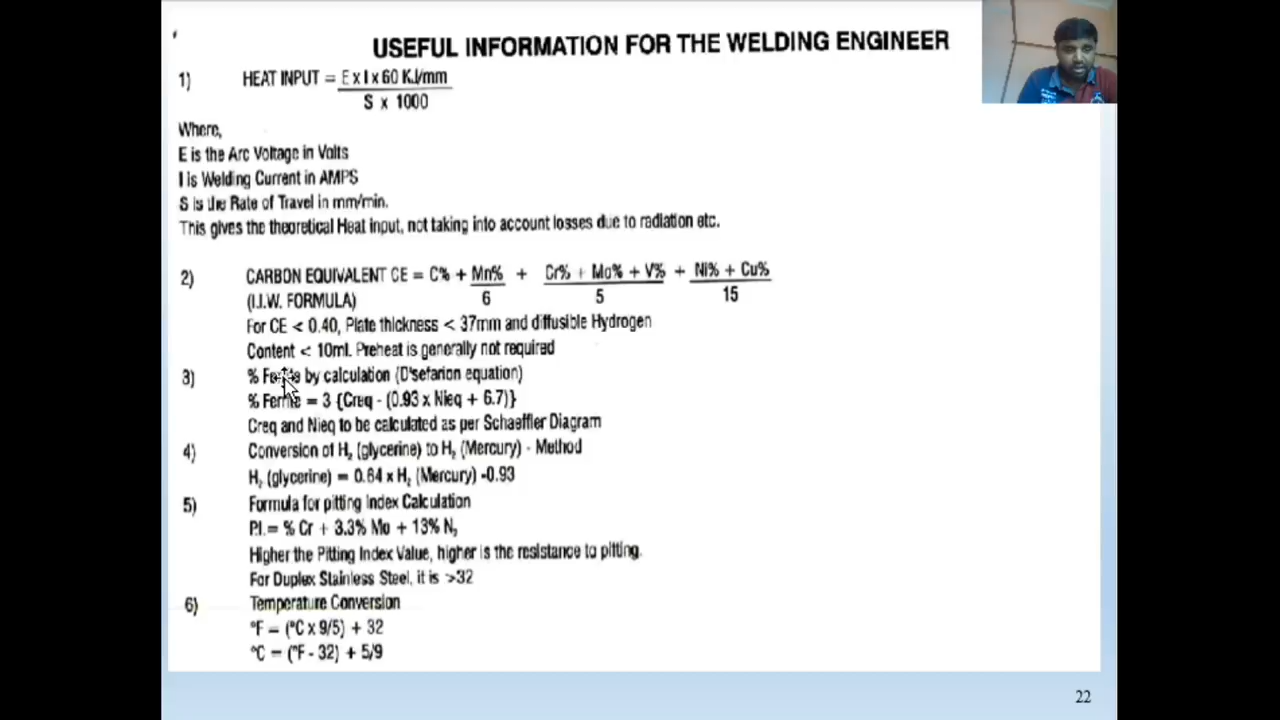 USEFUL INFORMATION FOR THE WELDING ENGINEER
1) HEAT INPUT = E x I x 60 KJ/mm
S x 1000
Where,
E is the Arc Voltage in Volts
I is Welding Current in AMPS
S is the Rate of Travel in mm/min.
This gives the theoretical Heat input, not taking into account losses due to radiation etc.
2) CARBON EQUIVALENT CE = C% + Mn% + Cr% + Mo% + V% + Ni% + Cu%
(I.I.W. FORMULA) 6 5 15
For CE < 0.40, Plate thickness < 37mm and diffusible Hydrogen
Content < 10ml. Preheat is generally not required
3) % Ferrite by calculation (D'sefarion equation)
% Ferrite = 3 {Creq - (0.93 x Nieq + 6.7)}
Creq and Nieq to be calculated as per Schaeffler Diagram
4) Conversion of H₂ (glycerine) to H₂ (Mercury) - Method
H₂ (glycerine) = 0.64 x H₂ (Mercury) -0.93
5) Formula for pitting Index Calculation
P.I.= % Cr + 3.3% Mo + 13% N₂
Higher the Pitting Index Value, higher is the resistance to pitting.
For Duplex Stainless Steel, it is >32
6) Temperature Conversion
°F = (°C x 9/5) + 32
°C = (°F - 32) + 5/9
22